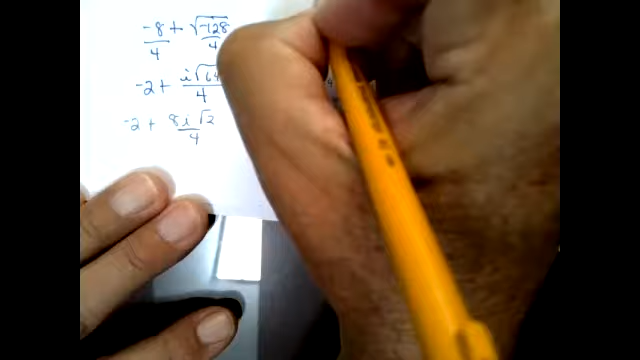 -8/4 + √-128/4
-2 + i√64/4
-2 + 8i√2/4